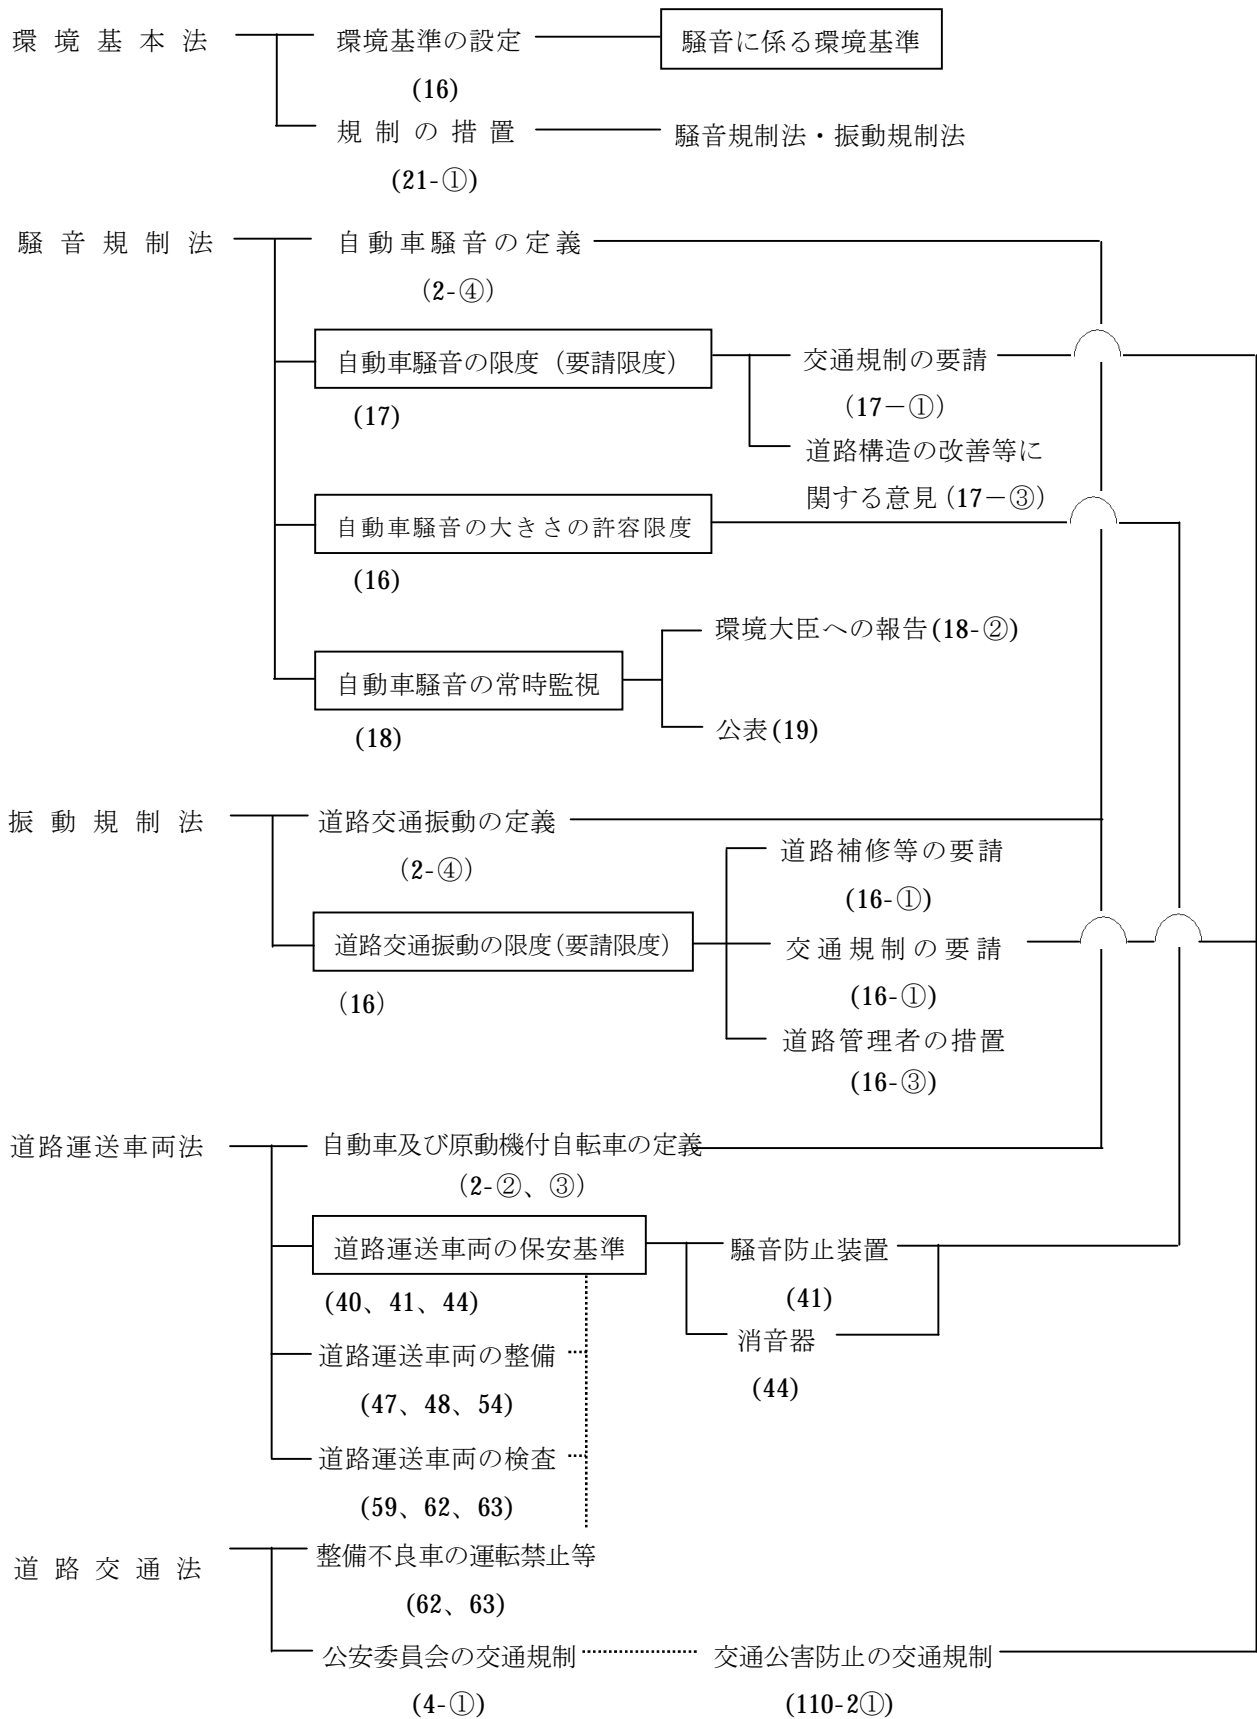 環境基本法 環境基準の設定 騒音に係る環境基準
(16)
規制の措置 騒音規制法・振動規制法
(21-①)
騒音規制法 自動車騒音の定義
(2-④)
自動車騒音の限度（要請限度） 交通規制の要請
(17) (17－①)
道路構造の改善等に
関する意見(17－③)
自動車騒音の大きさの許容限度
(16)
環境大臣への報告(18-②)
自動車騒音の常時監視
(18) 公表(19)
振動規制法 道路交通振動の定義
(2-④) 道路補修等の要請
(16-①)
道路交通振動の限度(要請限度) 交通規制の要請
(16) (16-①)
道路管理者の措置
(16-③)
道路運送車両法 自動車及び原動機付自転車の定義
(2-②、③)
道路運送車両の保安基準 騒音防止装置
(40、41、44) (41)
道路運送車両の整備 消音器
(47、48、54) (44)
道路運送車両の検査
(59、62、63)
道路交通法 整備不良車の運転禁止等
(62、63)
公安委員会の交通規制 交通公害防止の交通規制
(4-①) (110-2①)